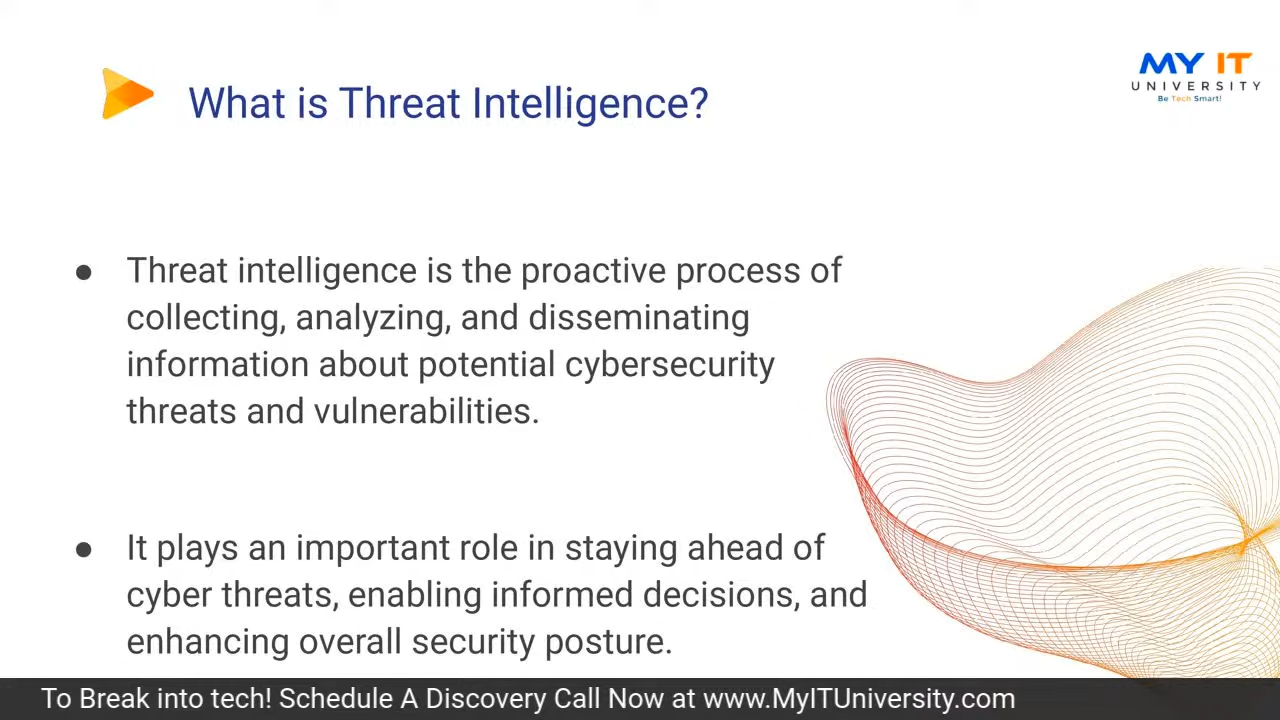 MY IT
UNIVERSITY
Be Tech Smart!
What is Threat Intelligence?
● Threat intelligence is the proactive process of
collecting, analyzing, and disseminating
information about potential cybersecurity
threats and vulnerabilities.
● It plays an important role in staying ahead of
cyber threats, enabling informed decisions, and
enhancing overall security posture.
To Break into tech! Schedule A Discovery Call Now at www.MyITUniversity.com